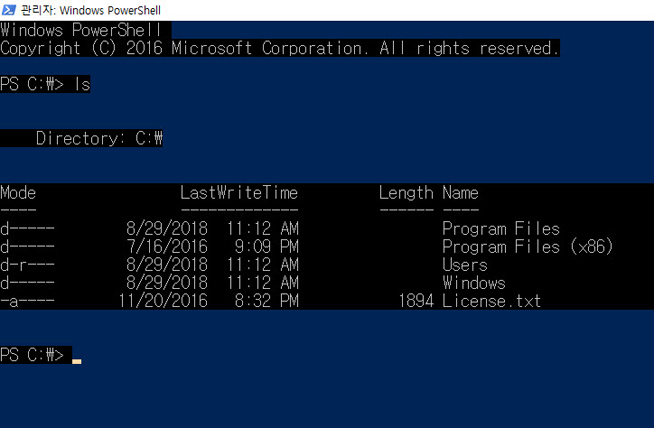 관리자: Windows PowerShell
Windows PowerShell
Copyright (C) 2016 Microsoft Corporation. All rights reserved.
PS C:₩> ls
Directory: C:₩
Mode LastWriteTime Length Name
---- ------------- ------ ----
d----- 8/29/2018 11:12 AM Program Files
d----- 7/16/2016 9:09 PM Program Files (x86)
d-r--- 8/29/2018 11:12 AM Users
d----- 8/29/2018 11:12 AM Windows
-a---- 11/20/2016 8:32 PM 1894 License.txt
PS C:₩>